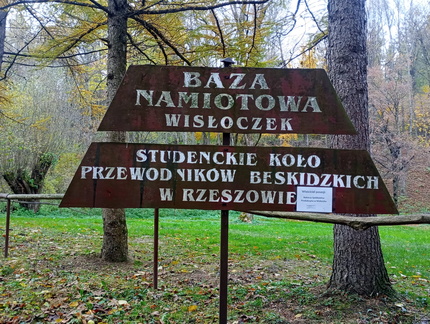 BAZA
NAMIOTOWA
WISŁOCZEK
STUDENCKIE KOŁO
PRZEWODNIKÓW BESKIDZKICH
W RZESZOWIE